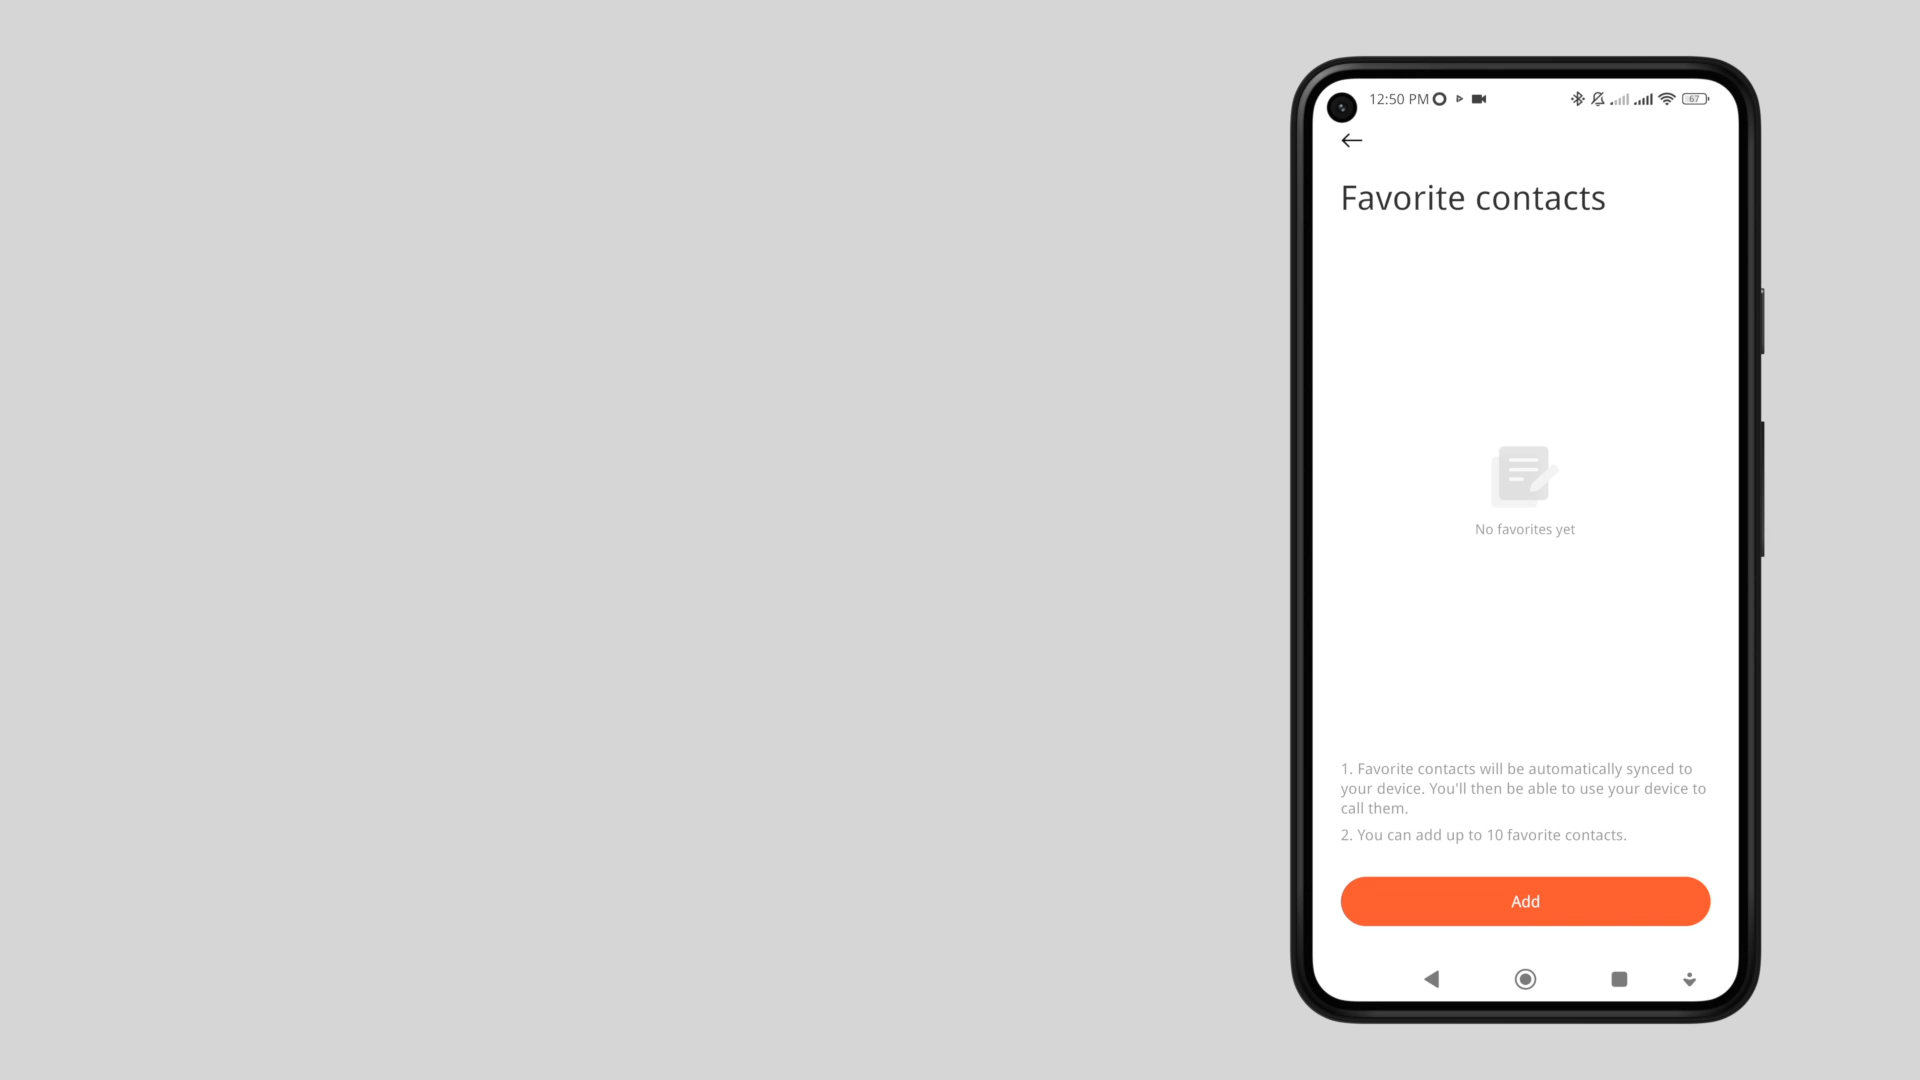 12:50 PM
67
Favorite contacts
No favorites yet
1. Favorite contacts will be automatically synced to
your device. You'll then be able to use your device to
call them.
2. You can add up to 10 favorite contacts.
Add